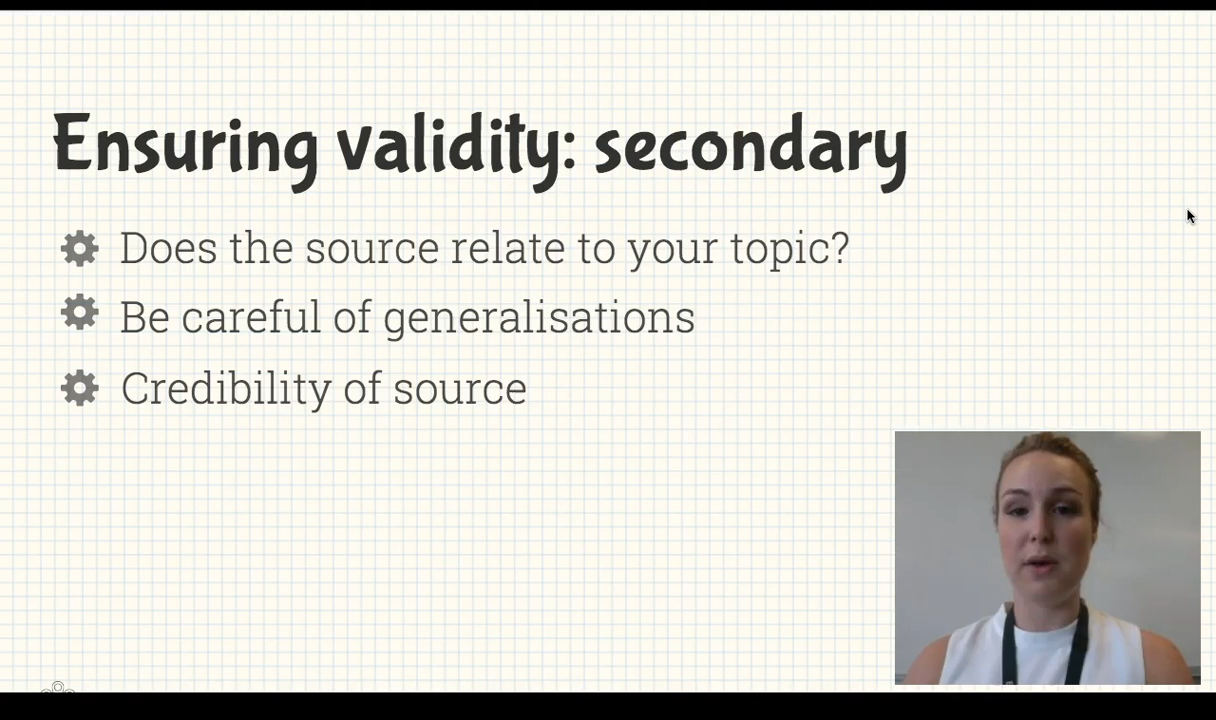 Ensuring validity: secondary
Does the source relate to your topic?
Be careful of generalisations
Credibility of source